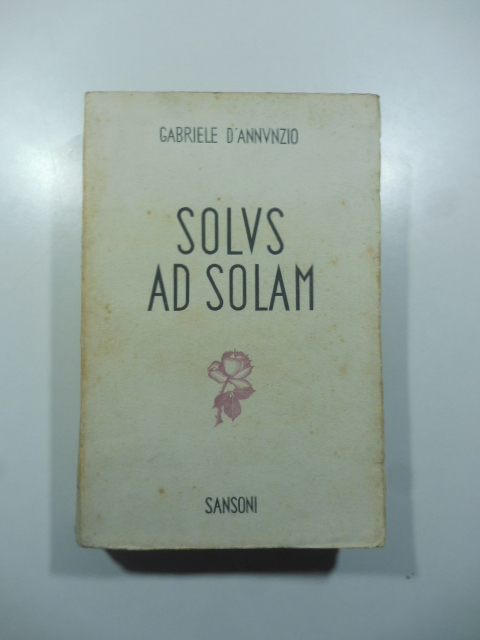 GABRIELE D'ANNVNZIO
SOLVS
AD SOLAM
SANSONI